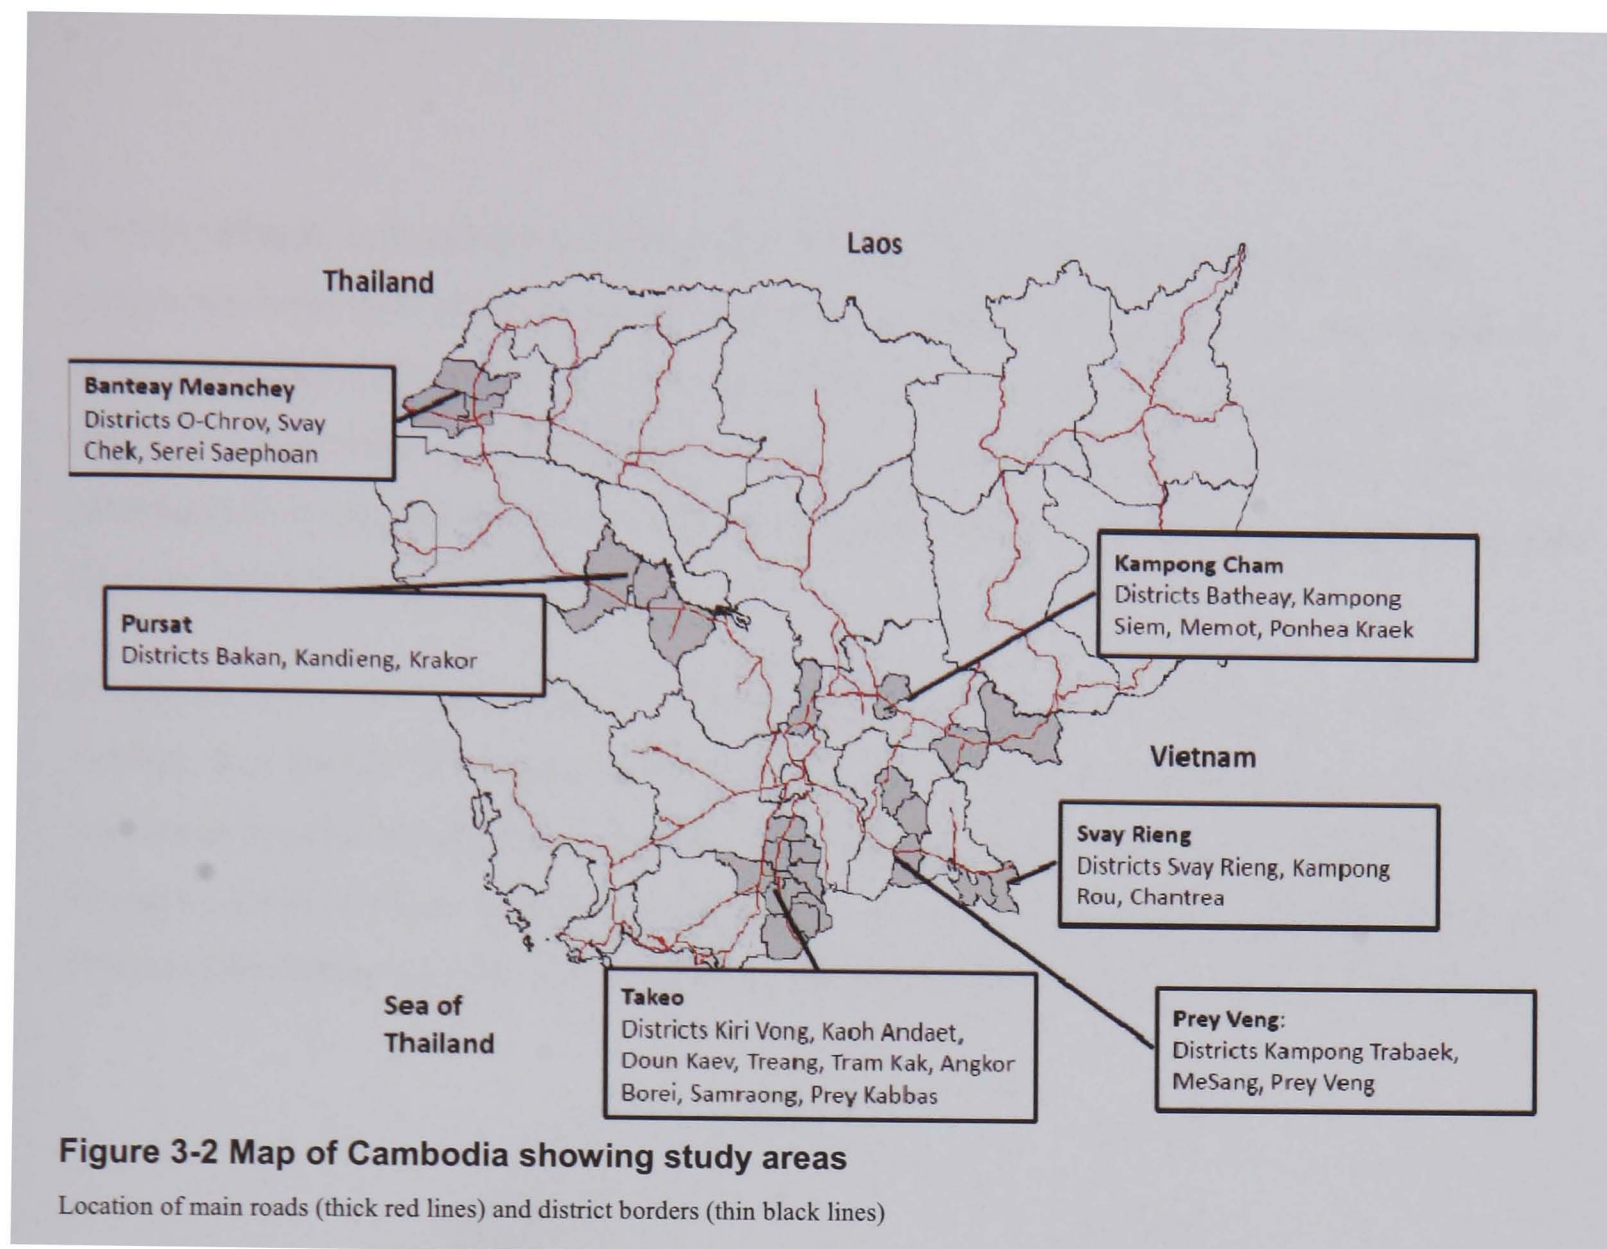 Laos
Thailand
Banteay Meanchey
Districts O-Chrov, Svay
Chek, Serei Saephoan
Kampong Cham
Districts Batheay, Kampong
Siem, Memot, Ponhea Kraek
Pursat
Districts Bakan, Kandieng, Krakor
Vietnam
Svay Rieng
Districts Svay Rieng, Kampong
Rou, Chantrea
Sea of
Thailand
Takeo
Districts Kiri Vong, Kaoh Andaet,
Doun Kaev, Treang, Tram Kak, Angkor
Borei, Samraong, Prey Kabbas
Prey Veng:
Districts Kampong Trabaek,
MeSang, Prey Veng
Figure 3-2 Map of Cambodia showing study areas
Location of main roads (thick red lines) and district borders (thin black lines)